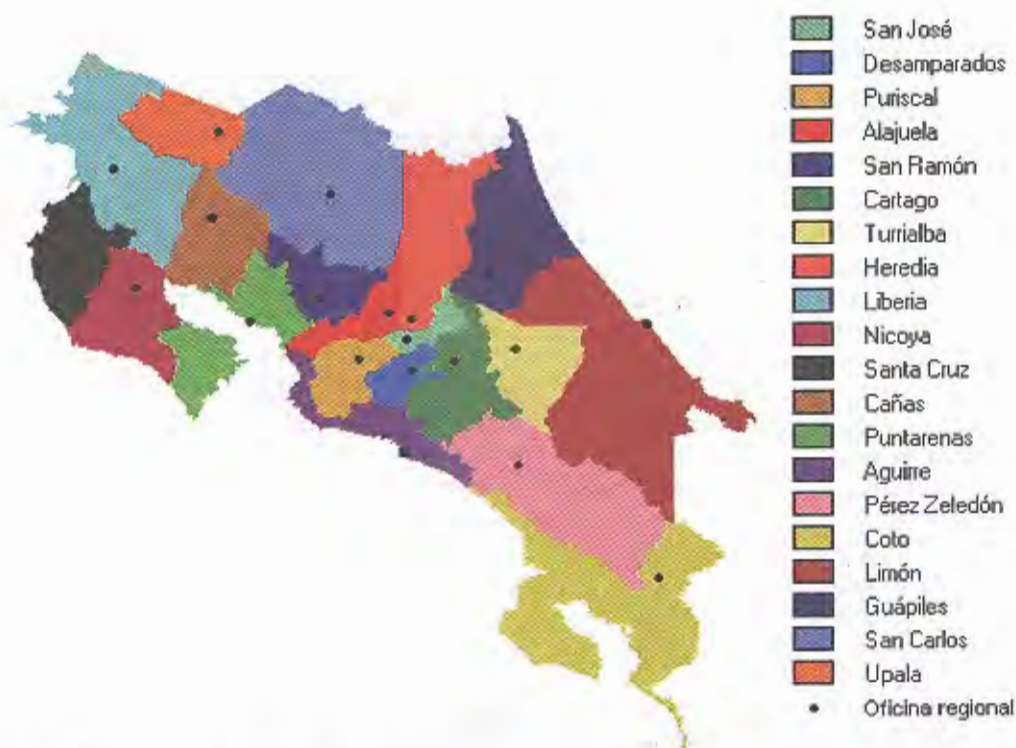 San José
Desamparados
Puriscal
Alajuela
San Ramón
Cartago
Turrialba
Heredia
Liberia
Nicoya
Santa Cruz
Cañas
Puntarenas
Aguirre
Pérez Zeledón
Coto
Limón
Guápiles
San Carlos
Upala
Oficina regional